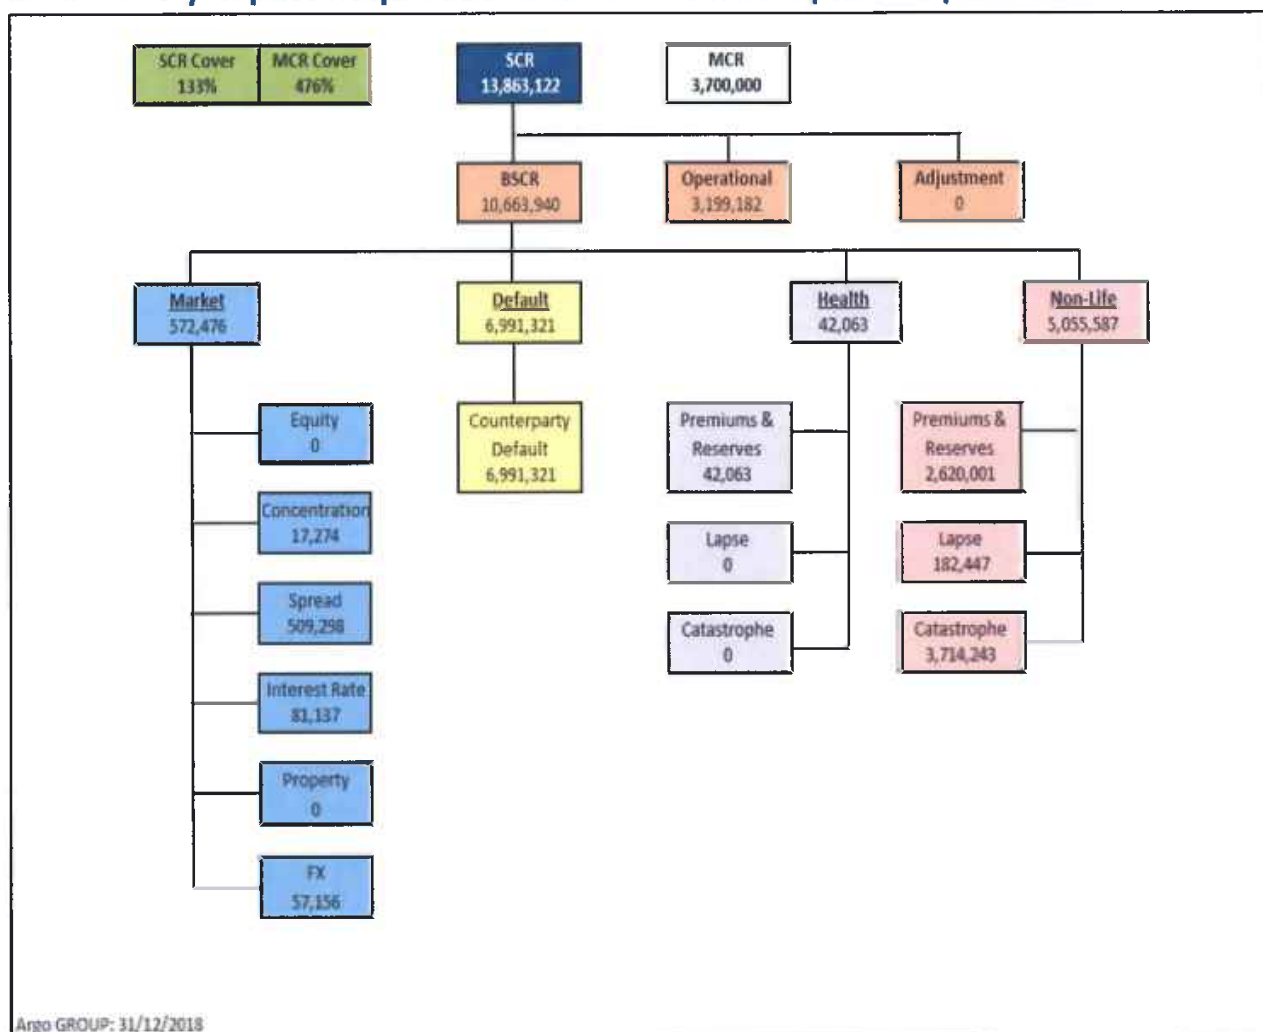 SCR Cover
133%
MCR Cover
476%
SCR
13,863,122
MCR
3,700,000
BSCR
10,663,940
Operational
3,199,182
Adjustment
0
Market
572,476
Default
6,991,321
Health
42,063
Non-Life
5,055,587
Equity
0
Counterparty
Default
6,991,321
Premiums &
Reserves
42,063
Premiums &
Reserves
2,620,001
Concentration
17,274
Lapse
0
Lapse
182,447
Spread
509,298
Catastrophe
0
Catastrophe
3,714,243
Interest Rate
81,137
Property
0
FX
57,156
Argo GROUP: 31/12/2018